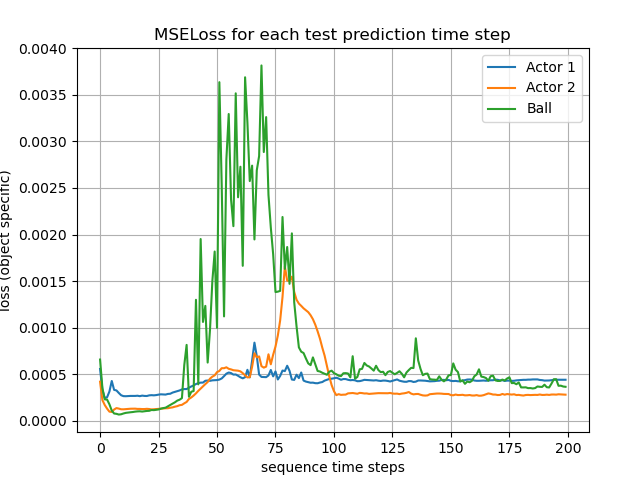 MSELoss for each test prediction time step
0.0040
0.0035
0.0030
0.0025
0.0020
0.0015
0.0010
0.0005
0.0000
loss (object specific)
Actor 1
Actor 2
Ball
0 25 50 75 100 125 150 175 200
sequence time steps